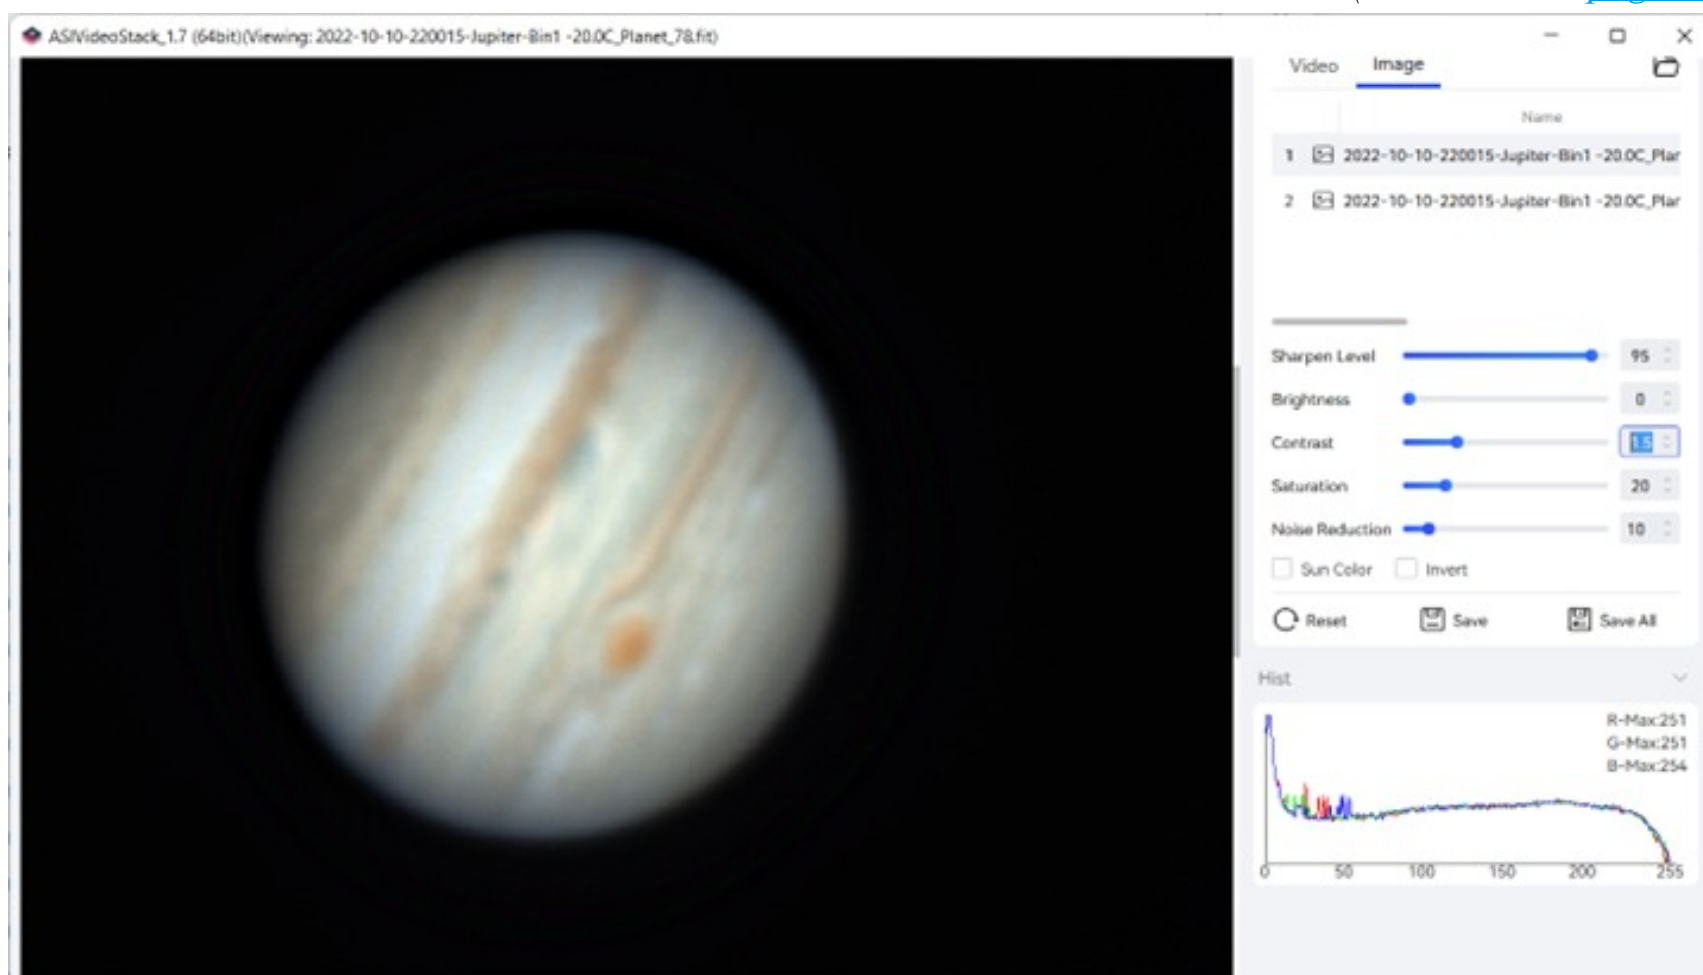 ASIVideoStack_1.7 (64bit)(Viewing: 2022-10-10-220015-Jupiter-Bin1 -20.0C_Planet_78.fit)
Video Image
Name
1 2022-10-10-220015-Jupiter-Bin1 -20.0C_Plar
2 2022-10-10-220015-Jupiter-Bin1 -20.0C_Plar
Sharpen Level 95
Brightness 0
Contrast 1.5
Saturation 20
Noise Reduction 10
Sun Color Invert
Reset Save Save All
Hist
R-Max:251
G-Max:251
B-Max:254
0 50 100 150 200 255